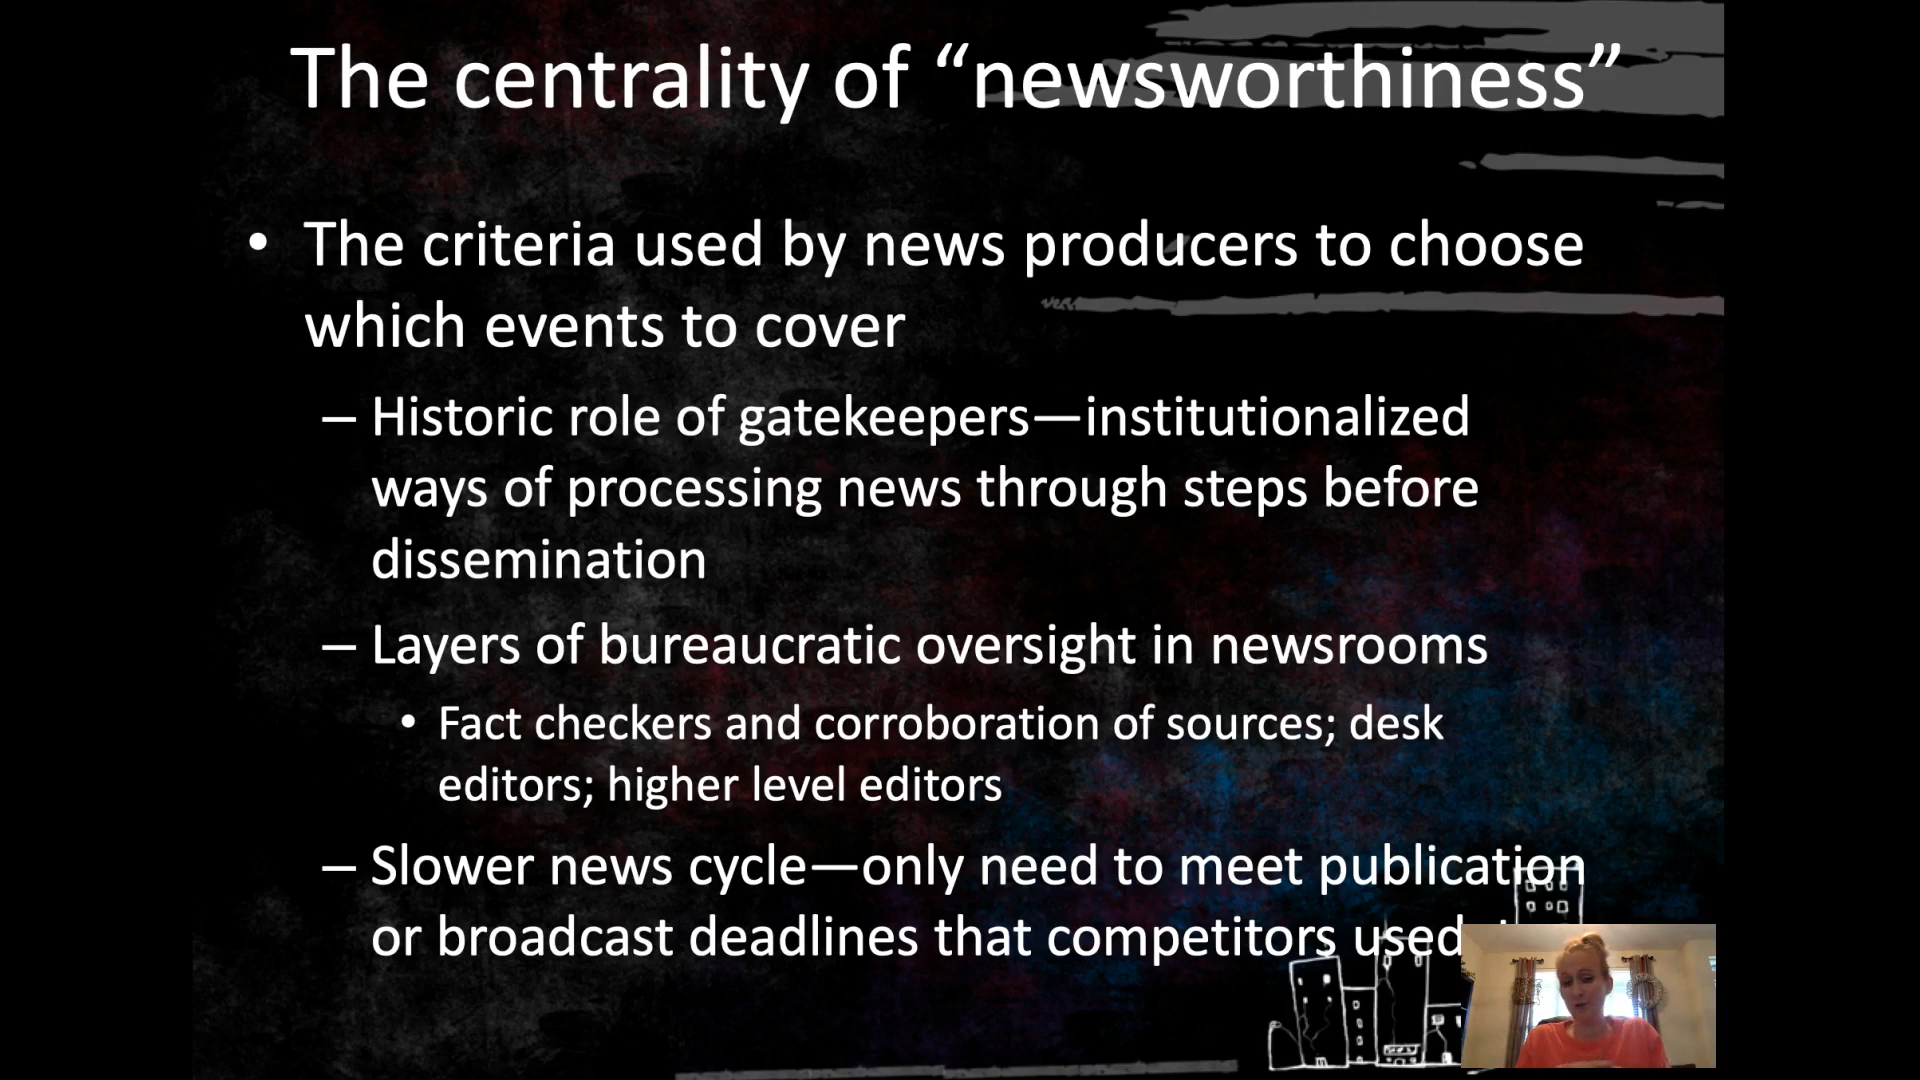 The centrality of “newsworthiness”
• The criteria used by news producers to choose
which events to cover
– Historic role of gatekeepers—institutionalized
ways of processing news through steps before
dissemination
– Layers of bureaucratic oversight in newsrooms
• Fact checkers and corroboration of sources; desk
editors; higher level editors
– Slower news cycle—only need to meet publication
or broadcast deadlines that competitors used